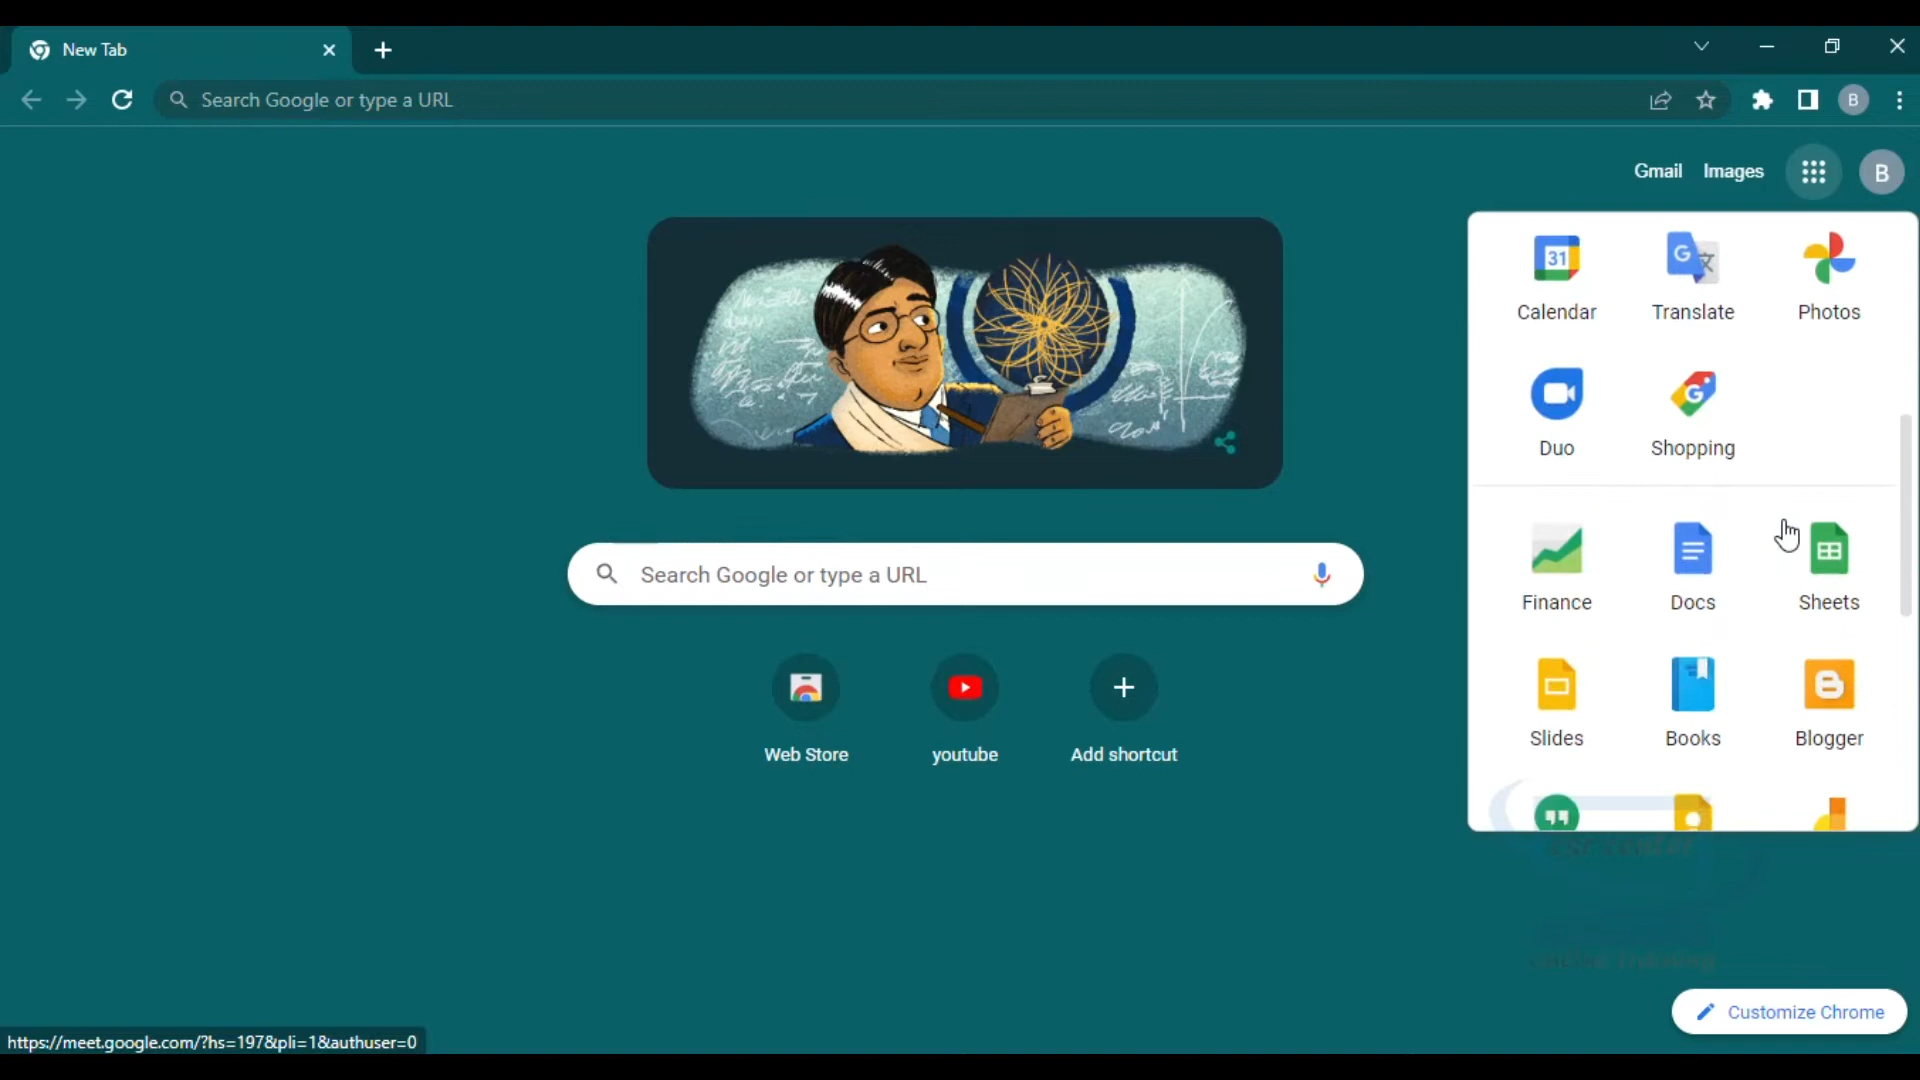 New Tab
Search Google or type a URL
B
Gmail Images
B
31
G
Calendar Translate Photos
G
Duo Shopping
Finance Docs Sheets
Search Google or type a URL
Slides Books Blogger
Web Store youtube Add shortcut
Customize Chrome
https://meet.google.com/?hs=197&pli=1&authuser=0